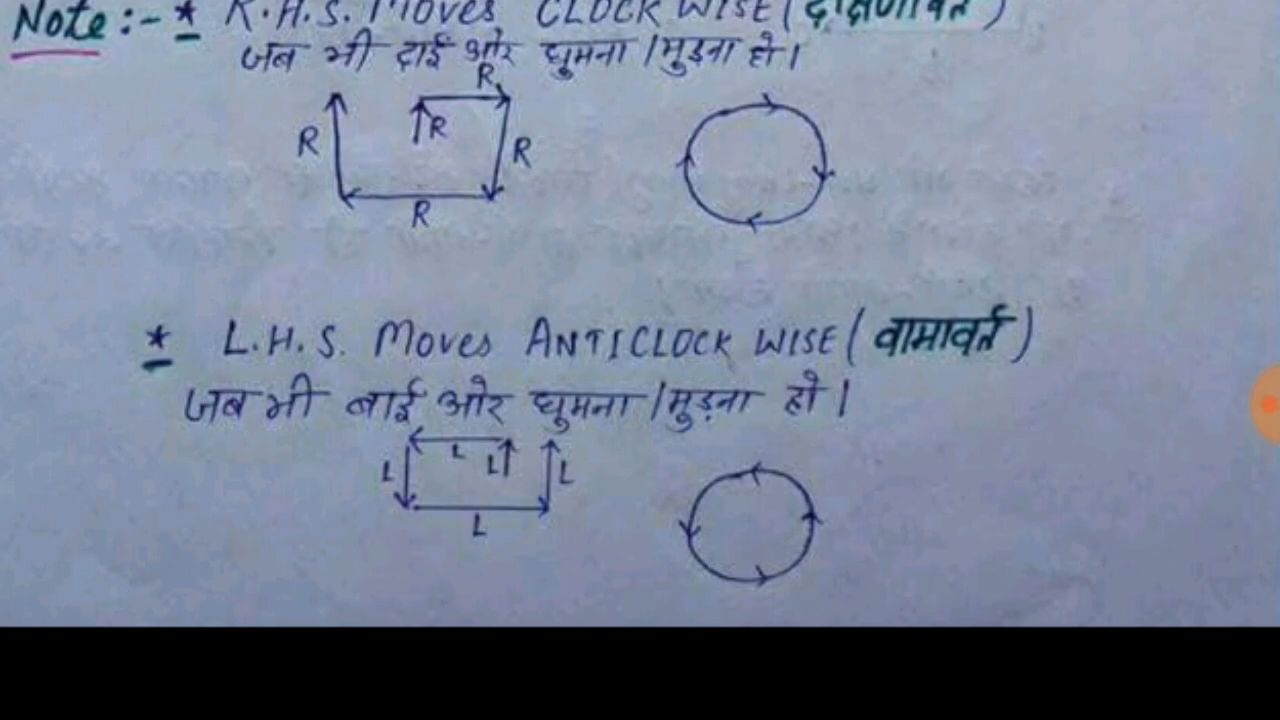 Note :- * R.H.S. Moves CLOCK WISE (दक्षिणावर्त)
जब भी दाई ओर घुमना / मुड़ना हो।
R
R
R
R
R
* L.H.S. Moves ANTICLOCK WISE ( वामावर्त )
जब भी बाई ओर घुमना / मुड़ना हो।
L
L
L
L
L